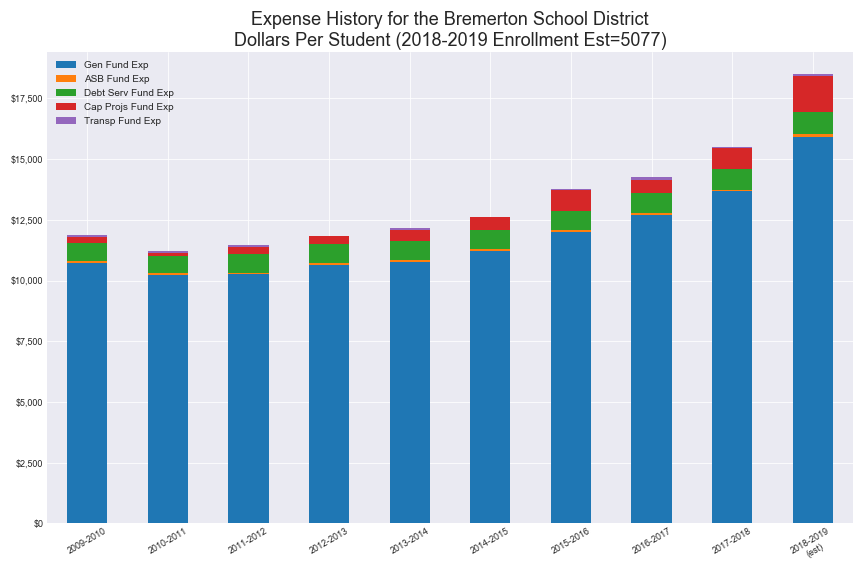 Expense History for the Bremerton School District
Dollars Per Student (2018-2019 Enrollment Est=5077)
Gen Fund Exp
ASB Fund Exp
Debt Serv Fund Exp
Cap Projs Fund Exp
Transp Fund Exp
$17,500
$15,000
$12,500
$10,000
$7,500
$5,000
$2,500
$0
2009-2010
2010-2011
2011-2012
2012-2013
2013-2014
2014-2015
2015-2016
2016-2017
2017-2018
2018-2019
(est)